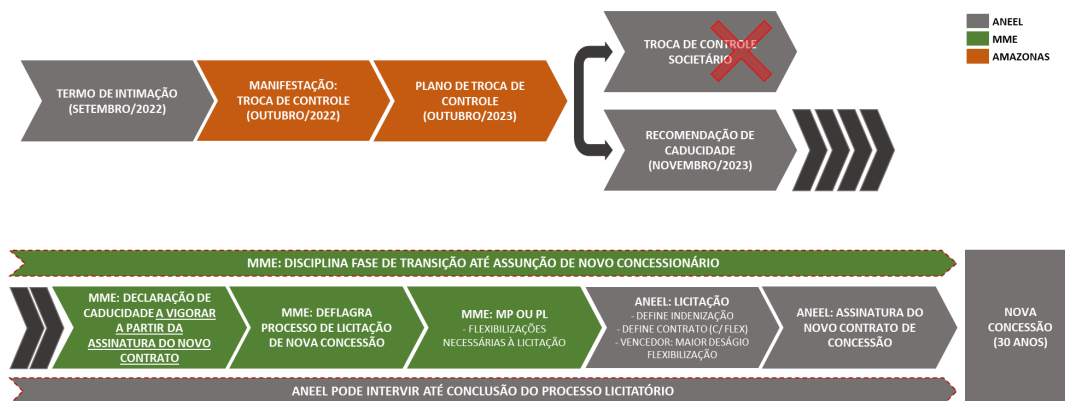 ANEEL
MME
AMAZONAS
TROCA DE CONTROLE
SOCIETÁRIO
TERMO DE INTIMAÇÃO
(SETEMBRO/2022)
MANIFESTAÇÃO:
TROCA DE CONTROLE
(OUTUBRO/2022)
PLANO DE TROCA DE
CONTROLE
(OUTUBRO/2023)
RECOMENDAÇÃO DE
CADUCIDADE
(NOVEMBRO/2023)
MME: DISCIPLINA FASE DE TRANSIÇÃO ATÉ ASSUNÇÃO DE NOVO CONCESSIONÁRIO
MME: DECLARAÇÃO DE
CADUCIDADE A VIGORAR
A PARTIR DA
ASSINATURA DO NOVO
CONTRATO
MME: DEFLAGRA
PROCESSO DE LICITAÇÃO
DE NOVA CONCESSÃO
MME: MP OU PL
- FLEXIBILIZAÇÕES
NECESSÁRIAS À LICITAÇÃO
ANEEL: LICITAÇÃO
- DEFINE INDENIZAÇÃO
- DEFINE CONTRATO (C/ FLEX)
- VENCEDOR: MAIOR DESÁGIO
FLEXIBILIZAÇÃO
ANEEL: ASSINATURA DO
NOVO CONTRATO DE
CONCESSÃO
NOVA
CONCESSÃO
(30 ANOS)
ANEEL PODE INTERVIR ATÉ CONCLUSÃO DO PROCESSO LICITATÓRIO